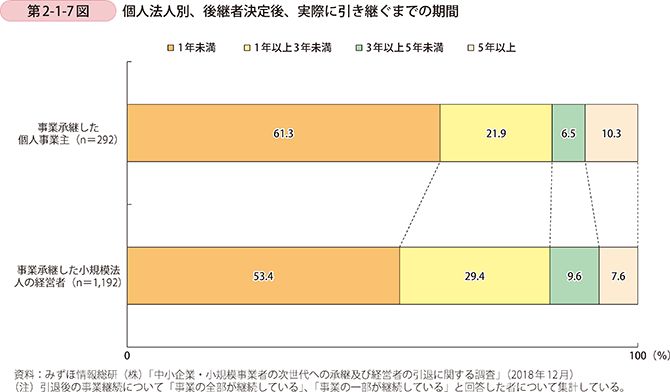 第2-1-7図 個人法人別、後継者決定後、実際に引き継ぐまでの期間
1年未満 1年以上3年未満 3年以上5年未満 5年以上
事業承継した
個人事業主（n＝292）
61.3 21.9 6.5 10.3
事業承継した小規模法
人の経営者（n＝1,192）
53.4 29.4 9.6 7.6
0 100 （％）
資料：みずほ情報総研（株）「中小企業・小規模事業者の次世代への承継及び経営者の引退に関する調査」（2018年12月）
（注）引退後の事業継続について「事業の全部が継続している」、「事業の一部が継続している」と回答した者について集計している。